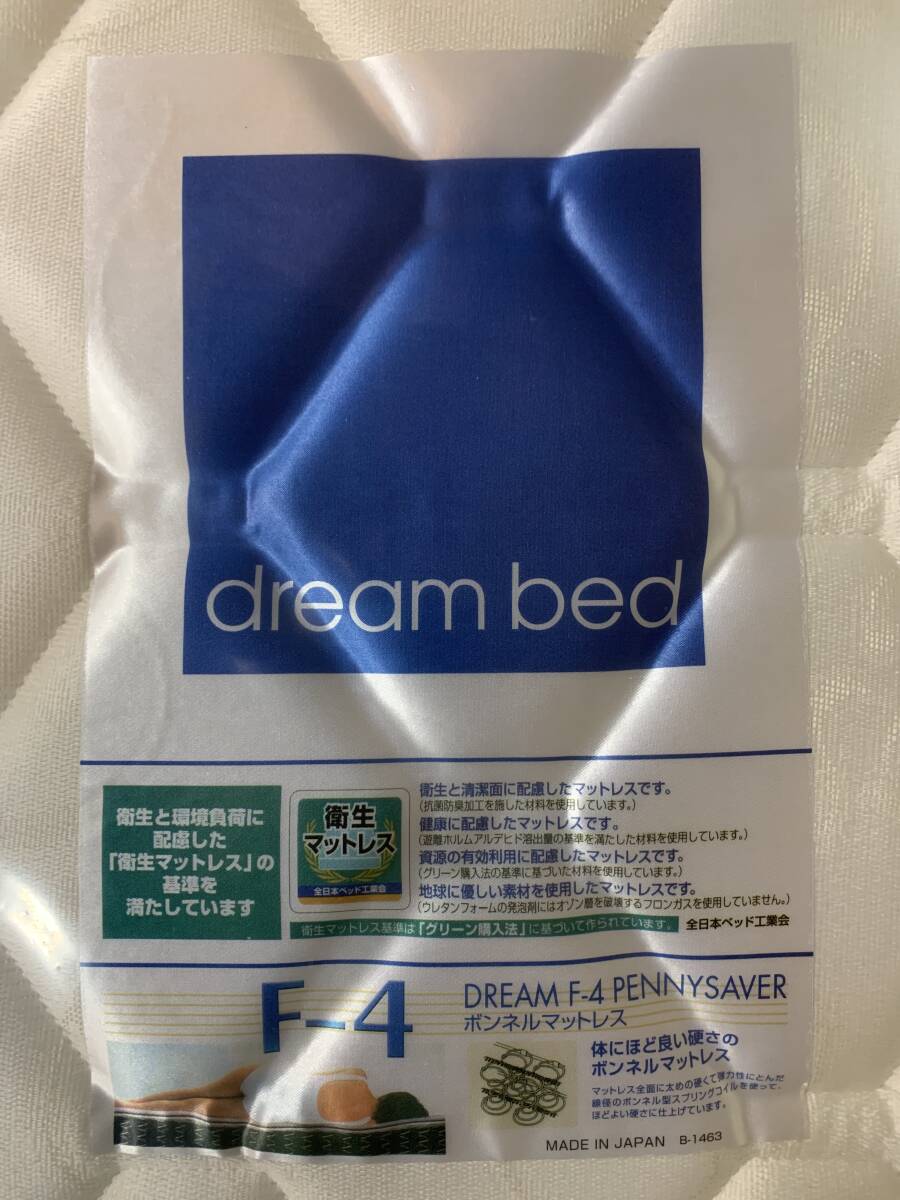 dream bed
衛生と環境負荷に
配慮した
「衛生マットレス」の
基準を
満たしています
衛生
マットレス
全日本ベッド工業会
衛生と清潔面に配慮したマットレスです。
(抗菌防臭加工を施した材料を使用しています。)
健康に配慮したマットレスです。
(遊離ホルムアルデヒド溶出量の基準を満たした材料を使用しています。)
資源の有効利用に配慮したマットレスです。
(グリーン購入法の基準に基づいた材料を使用しています。)
地球に優しい素材を使用したマットレスです。
(ウレタンフォームの発泡剤にはオゾン層を破壊するフロンガスを使用していません。)
衛生マットレス基準は「グリーン購入法」に基づいて作られています。 全日本ベッド工業会
F-4
DREAM F-4 PENNYSAVER
ボンネルマットレス
体にほど良い硬さの
ボンネルマットレス
マットレス全面に太めの硬くて弾力性にとんだ
線径のボンネル型スプリングコイルを使って、
ほどよい硬さに仕上げています。
MADE IN JAPAN B-1463